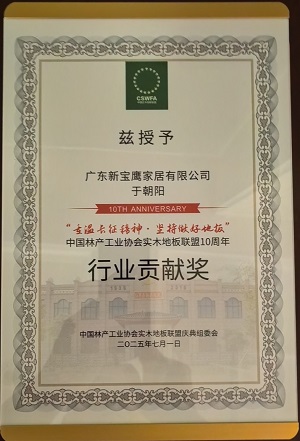 CSWFA
兹授予
广东新宝鹰家居有限公司
于朝阳
10TH ANNIVERSARY
“重温长征精神·坚持做好地板”
中国林产工业协会实木地板联盟10周年
行业贡献奖
中国林产工业协会实木地板联盟庆典组委会
二〇二五年七月一日